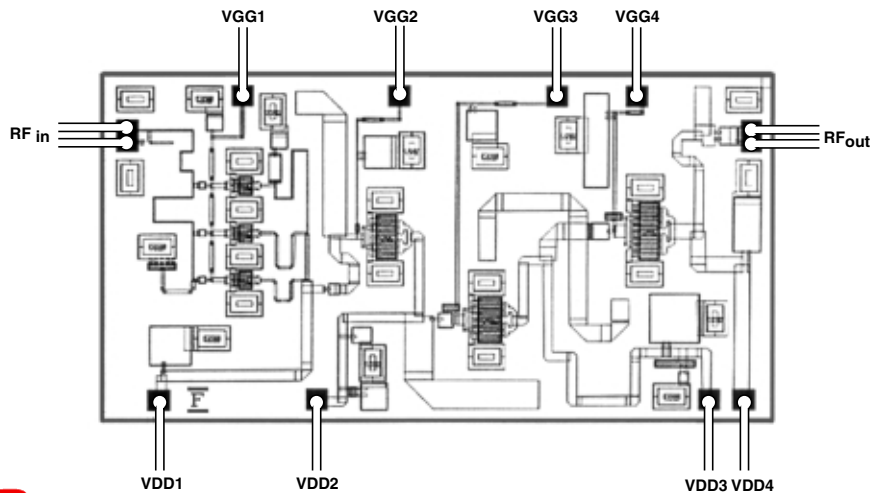 VGG1
VGG2
VGG3
VGG4
RF in
RFout
F
VDD1
VDD2
VDD3
VDD4